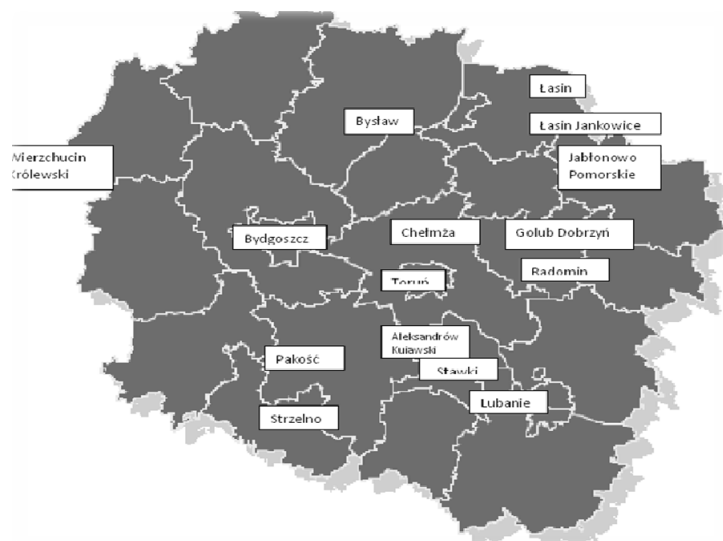 Łasin
Bysław
Łasin Jankowice
Wierzchucin
Królewski
Jabłonowo
Pomorskie
Bydgoszcz
Chełmża
Golub Dobrzyń
Radomin
Toruń
Aleksandrów
Kujawski
Pakość
Stawki
Lubanie
Strzelno